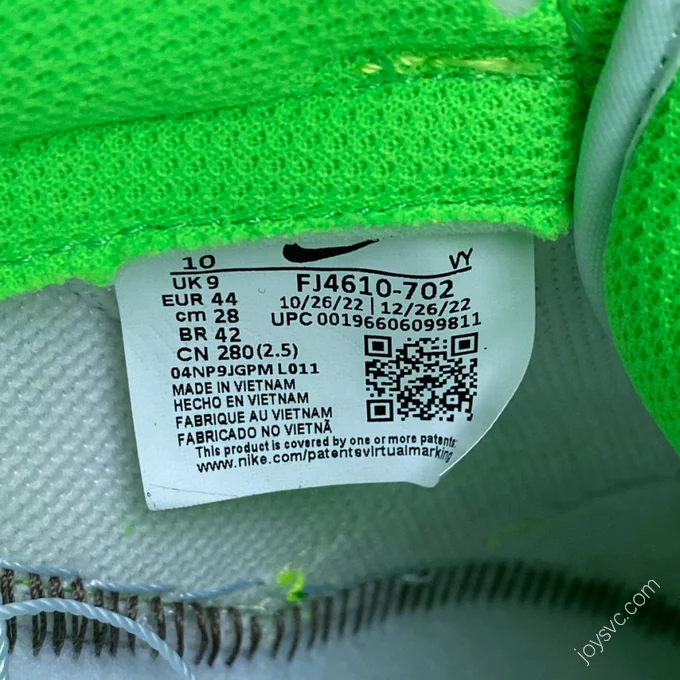 10
VY
UK 9
FJ4610-702
EUR 44
10/26/22 | 12/26/22
cm 28
UPC 00196606099811
BR 42
CN 280(2.5)
04NP9JGPM L011
MADE IN VIETNAM
HECHO EN VIETNAM
FABRIQUE AU VIETNAM
FABRICADO NO VIETNÃ
This product is covered by one or more patents:
www.nike.com/patentsvirtualmarking
joysvc.com